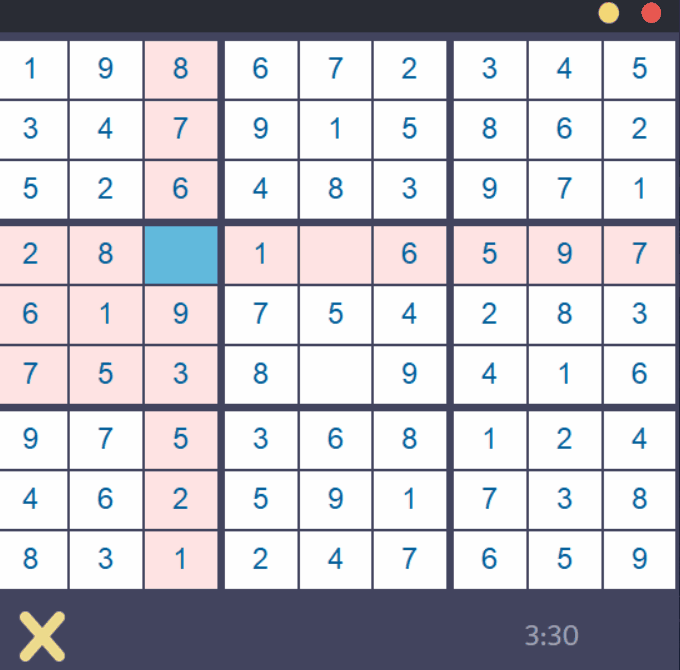 1 9 8 6 7 2 3 4 5
3 4 7 9 1 5 8 6 2
5 2 6 4 8 3 9 7 1
2 8 1 6 5 9 7
6 1 9 7 5 4 2 8 3
7 5 3 8 9 4 1 6
9 7 5 3 6 8 1 2 4
4 6 2 5 9 1 7 3 8
8 3 1 2 4 7 6 5 9
3:30